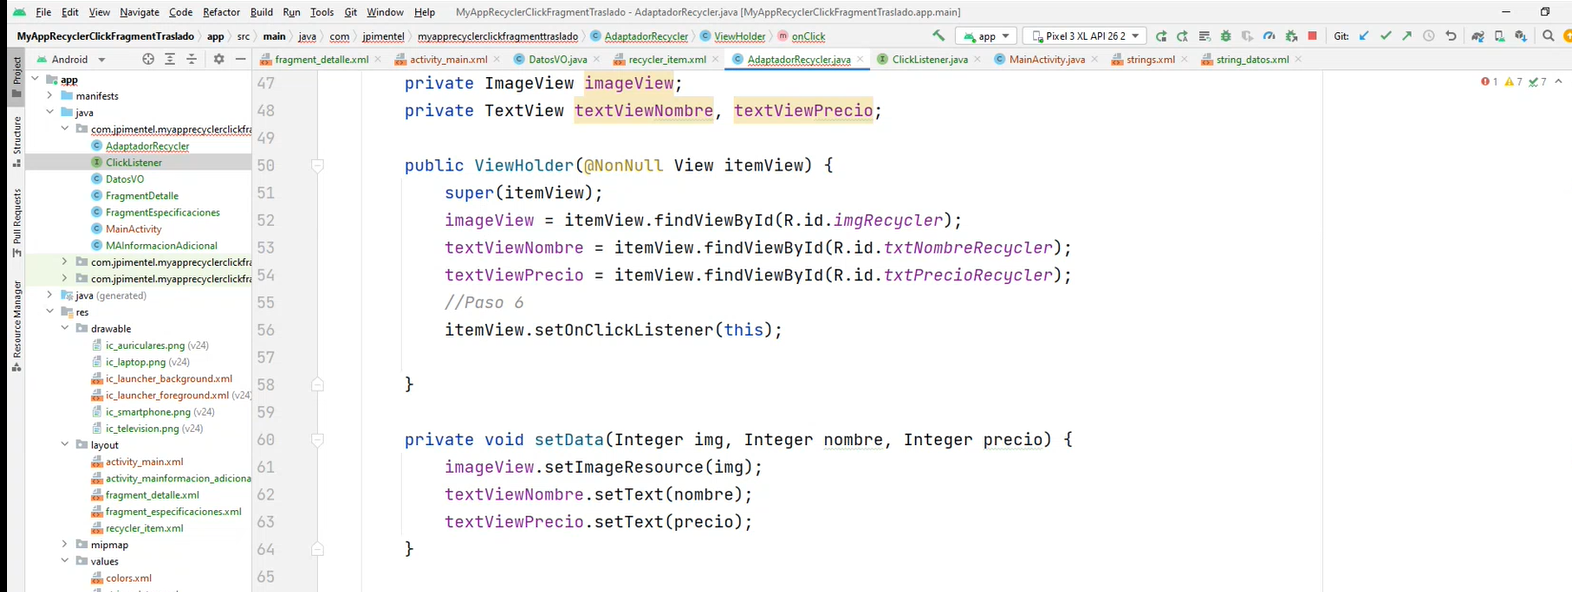 File Edit View Navigate Code Refactor Build Run Tools Git Window Help MyAppRecyclerClickFragmentTraslado - AdaptadorRecycler.java [MyAppRecyclerClickFragmentTraslado.app.main]
MyAppRecyclerClickFragmentTraslado app src main java com jpimentel myapprecyclerclickfragmenttraslado AdaptadorRecycler ViewHolder onClick app Pixel 3 XL API 26 2 Git:
Android fragment_detalle.xml activity_main.xml DatosVO.java recycler_item.xml AdaptadorRecycler.java ClickListener.java MainActivity.java strings.xml string_datos.xml
Project
Structure
Pull Requests
Resource Manager
app
manifests
java
com.jpimentel.myapprecyclerclickfra
AdaptadorRecycler
ClickListener
DatosVO
FragmentDetalle
FragmentEspecificaciones
MainActivity
MAInformacionAdicional
com.jpimentel.myapprecyclerclickfra
com.jpimentel.myapprecyclerclickfra
java (generated)
res
drawable
ic_auriculares.png (v24)
ic_laptop.png (v24)
ic_launcher_background.xml
ic_launcher_foreground.xml (v24)
ic_smartphone.png (v24)
ic_television.png (v24)
layout
activity_main.xml
activity_mainformacion_adiciona
fragment_detalle.xml
fragment_especificaciones.xml
recycler_item.xml
mipmap
values
colors.xml
1 7 7
47 private ImageView imageView;
48 private TextView textViewNombre, textViewPrecio;
49
50 public ViewHolder(@NonNull View itemView) {
51 super(itemView);
52 imageView = itemView.findViewById(R.id.imgRecycler);
53 textViewNombre = itemView.findViewById(R.id.txtNombreRecycler);
54 textViewPrecio = itemView.findViewById(R.id.txtPrecioRecycler);
55 //Paso 6
56 itemView.setOnClickListener(this);
57
58 }
59
60 private void setData(Integer img, Integer nombre, Integer precio) {
61 imageView.setImageResource(img);
62 textViewNombre.setText(nombre);
63 textViewPrecio.setText(precio);
64 }
65